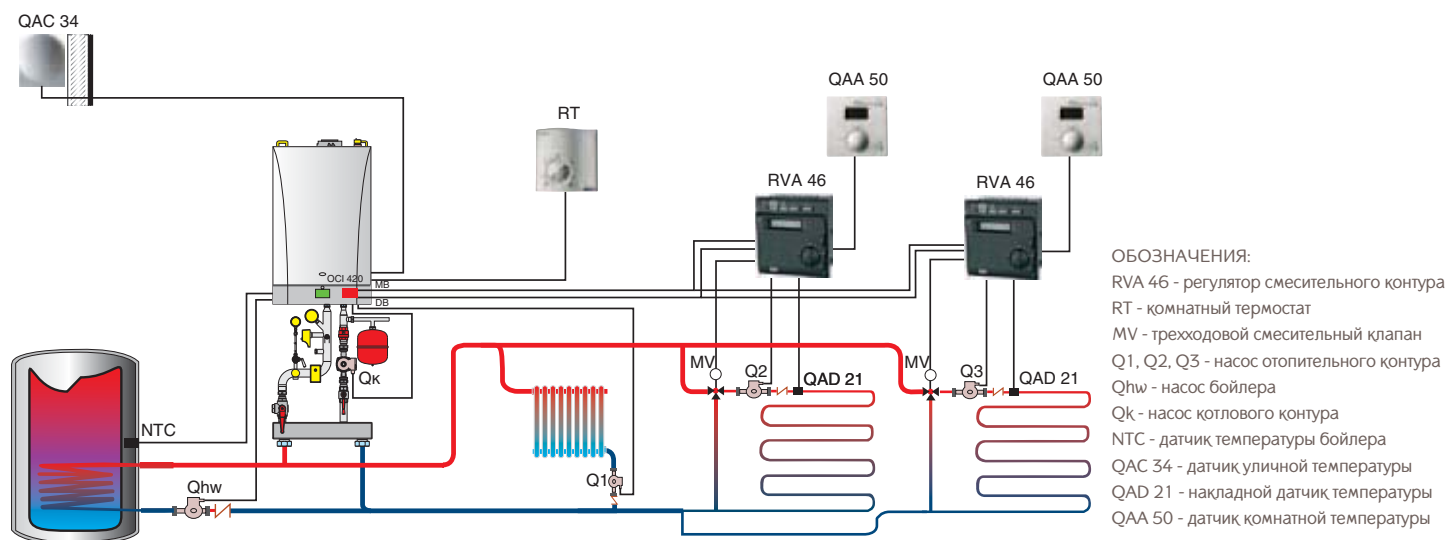 QAC 34
QAA 50
QAA 50
RT
RVA 46
RVA 46
OCI 420
MB
DB
Qк
MV
Q2
QAD 21
MV
Q3
QAD 21
NTC
Qhw
Q1
ОБОЗНАЧЕНИЯ:
RVA 46 - регулятор смесительного контура
RT - комнатный термостат
MV - трехходовой смесительный клапан
Q1, Q2, Q3 - насос отопительного контура
Qhw - насос бойлера
Qk - насос котлового контура
NTC - датчик температуры бойлера
QAC 34 - датчик уличной температуры
QAD 21 - накладной датчик температуры
QAA 50 - датчик комнатной температуры